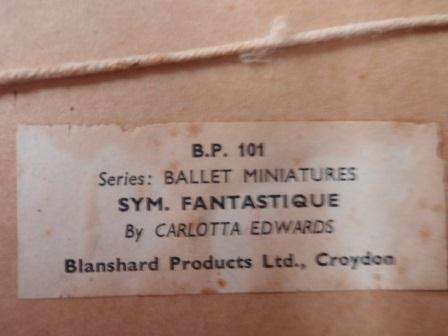 B.P. 101
Series: BALLET MINIATURES
SYM. FANTASTIQUE
By CARLOTTA EDWARDS
Blanshard Products Ltd., Croydon